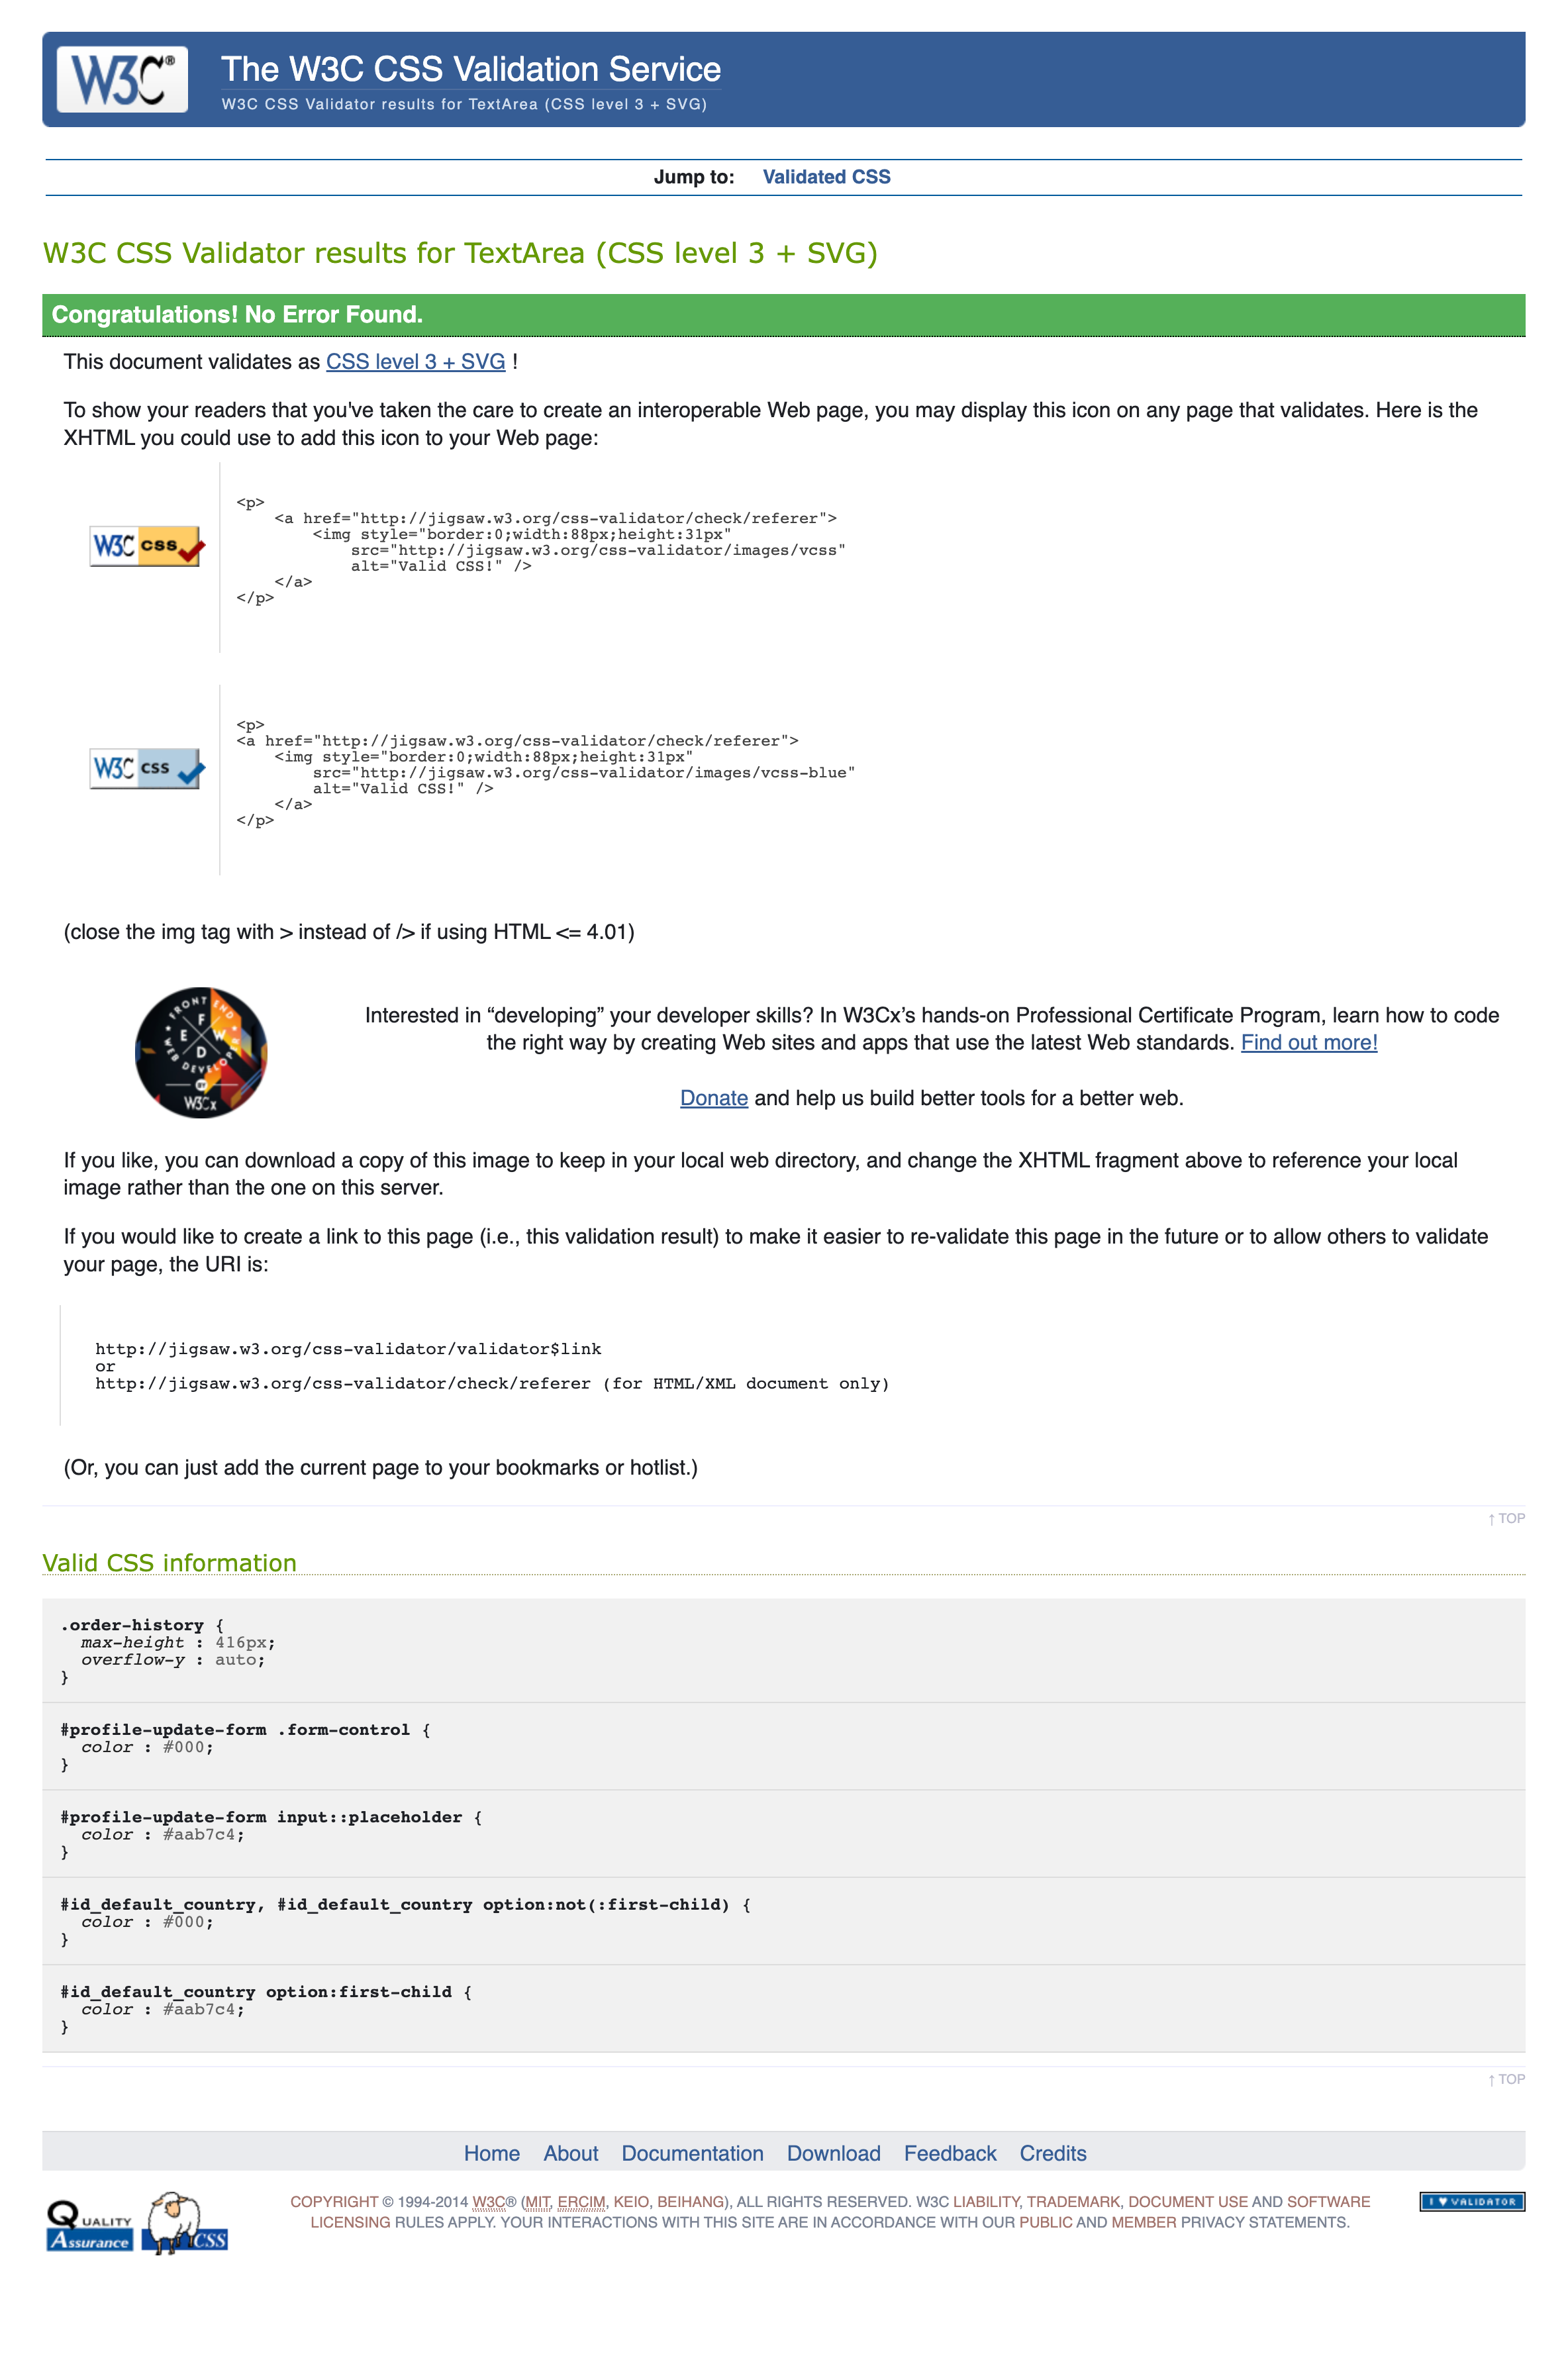 W3C®
The W3C CSS Validation Service
W3C CSS Validator results for TextArea (CSS level 3 + SVG)
Jump to: Validated CSS
W3C CSS Validator results for TextArea (CSS level 3 + SVG)
Congratulations! No Error Found.
This document validates as CSS level 3 + SVG !
To show your readers that you've taken the care to create an interoperable Web page, you may display this icon on any page that validates. Here is the
XHTML you could use to add this icon to your Web page:
W3C css
<p>
    <a href="http://jigsaw.w3.org/css-validator/check/referer">
        <img style="border:0;width:88px;height:31px"
            src="http://jigsaw.w3.org/css-validator/images/vcss"
            alt="Valid CSS!" />
    </a>
</p>
W3C css
<p>
<a href="http://jigsaw.w3.org/css-validator/check/referer">
    <img style="border:0;width:88px;height:31px"
        src="http://jigsaw.w3.org/css-validator/images/vcss-blue"
        alt="Valid CSS!" />
    </a>
</p>
(close the img tag with > instead of /> if using HTML <= 4.01)
FRONT END
F
E W
D
WEB DEVELOPER
BY
W3Cx
Interested in “developing” your developer skills? In W3Cx’s hands-on Professional Certificate Program, learn how to code
the right way by creating Web sites and apps that use the latest Web standards. Find out more!
Donate and help us build better tools for a better web.
If you like, you can download a copy of this image to keep in your local web directory, and change the XHTML fragment above to reference your local
image rather than the one on this server.
If you would like to create a link to this page (i.e., this validation result) to make it easier to re-validate this page in the future or to allow others to validate
your page, the URI is:
http://jigsaw.w3.org/css-validator/validator$link
or
http://jigsaw.w3.org/css-validator/check/referer (for HTML/XML document only)
(Or, you can just add the current page to your bookmarks or hotlist.)
↑ TOP
Valid CSS information
.order-history {
  max-height : 416px;
  overflow-y : auto;
}
#profile-update-form .form-control {
  color : #000;
}
#profile-update-form input::placeholder {
  color : #aab7c4;
}
#id_default_country, #id_default_country option:not(:first-child) {
  color : #000;
}
#id_default_country option:first-child {
  color : #aab7c4;
}
↑ TOP
Home About Documentation Download Feedback Credits
QUALITY
Assurance
CSS
COPYRIGHT © 1994-2014 W3C® (MIT, ERCIM, KEIO, BEIHANG), ALL RIGHTS RESERVED. W3C LIABILITY, TRADEMARK, DOCUMENT USE AND SOFTWARE
LICENSING RULES APPLY. YOUR INTERACTIONS WITH THIS SITE ARE IN ACCORDANCE WITH OUR PUBLIC AND MEMBER PRIVACY STATEMENTS.
I ♥ VALIDATOR